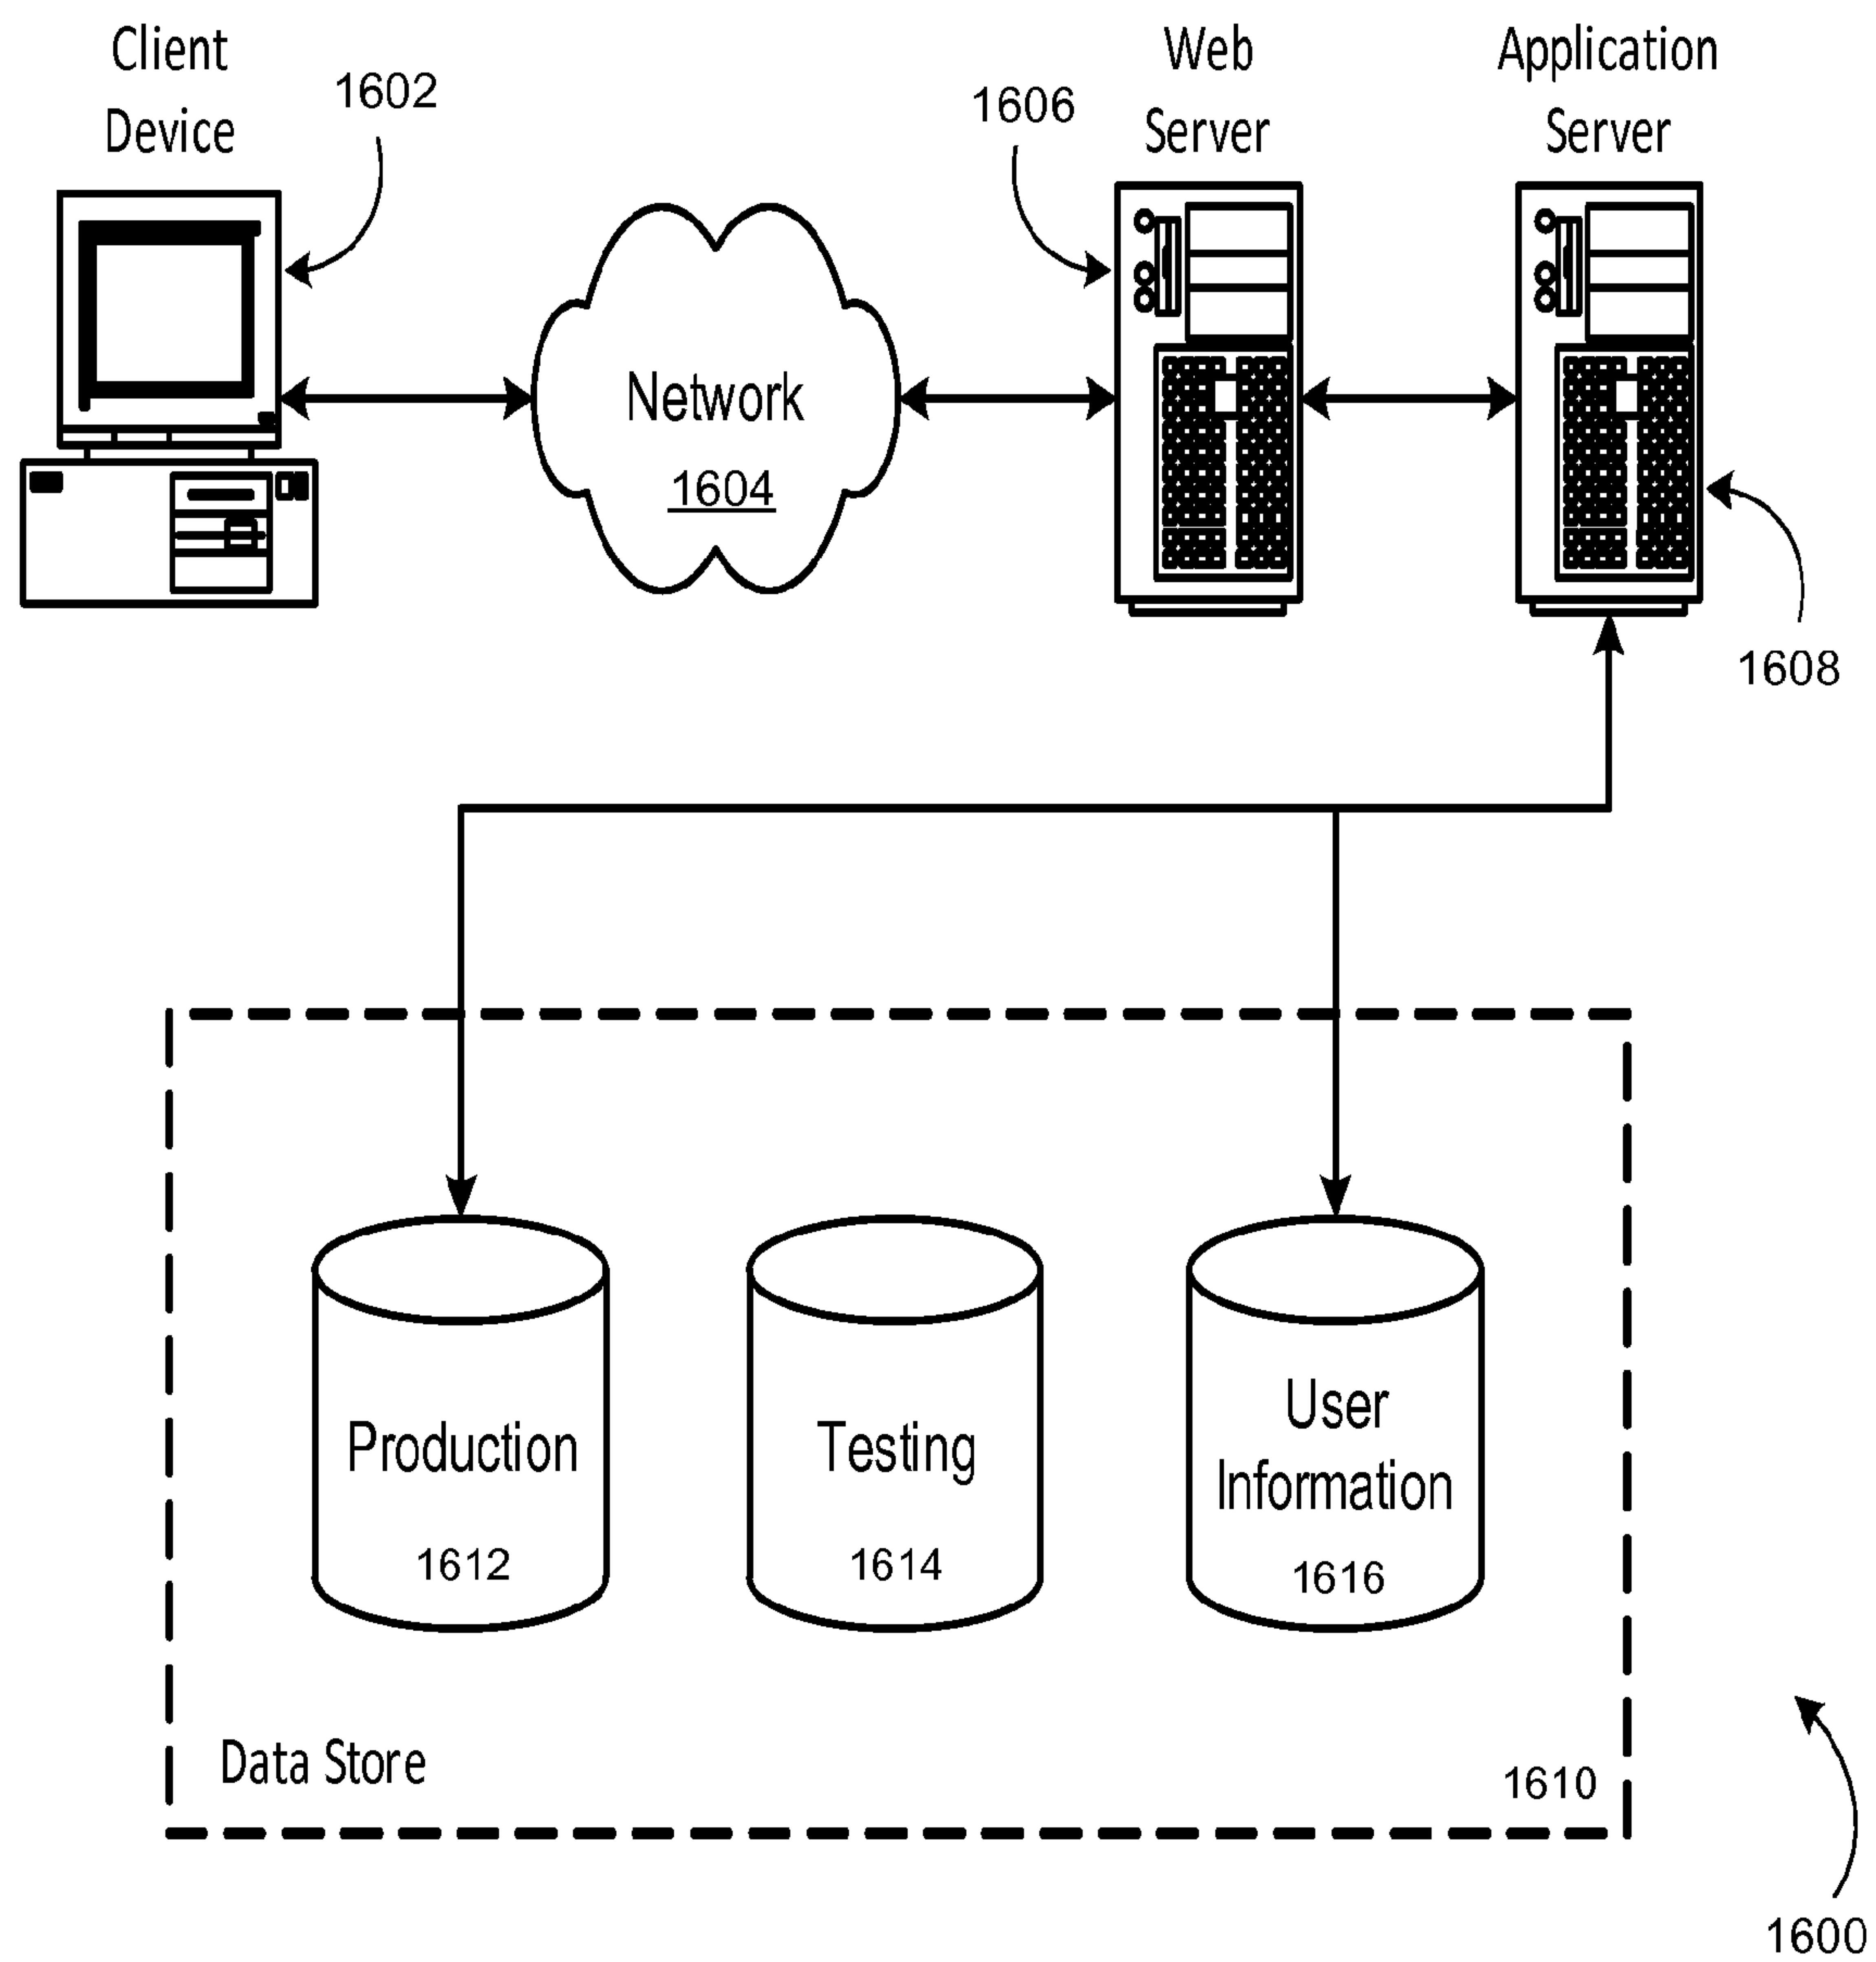 Client
Device
1602
1606
Web
Server
Application
Server
Network
1604
1608
Production
1612
Testing
1614
User
Information
1616
Data Store
1610
1600